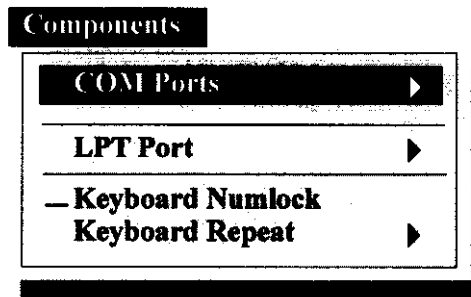 Components
COM Ports
LPT Port
Keyboard Numlock
Keyboard Repeat